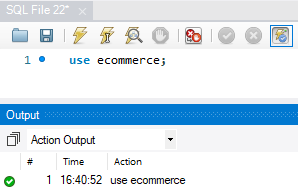 SQL File 22*
1 use ecommerce;
Output
Action Output
# Time Action
1 16:40:52 use ecommerce